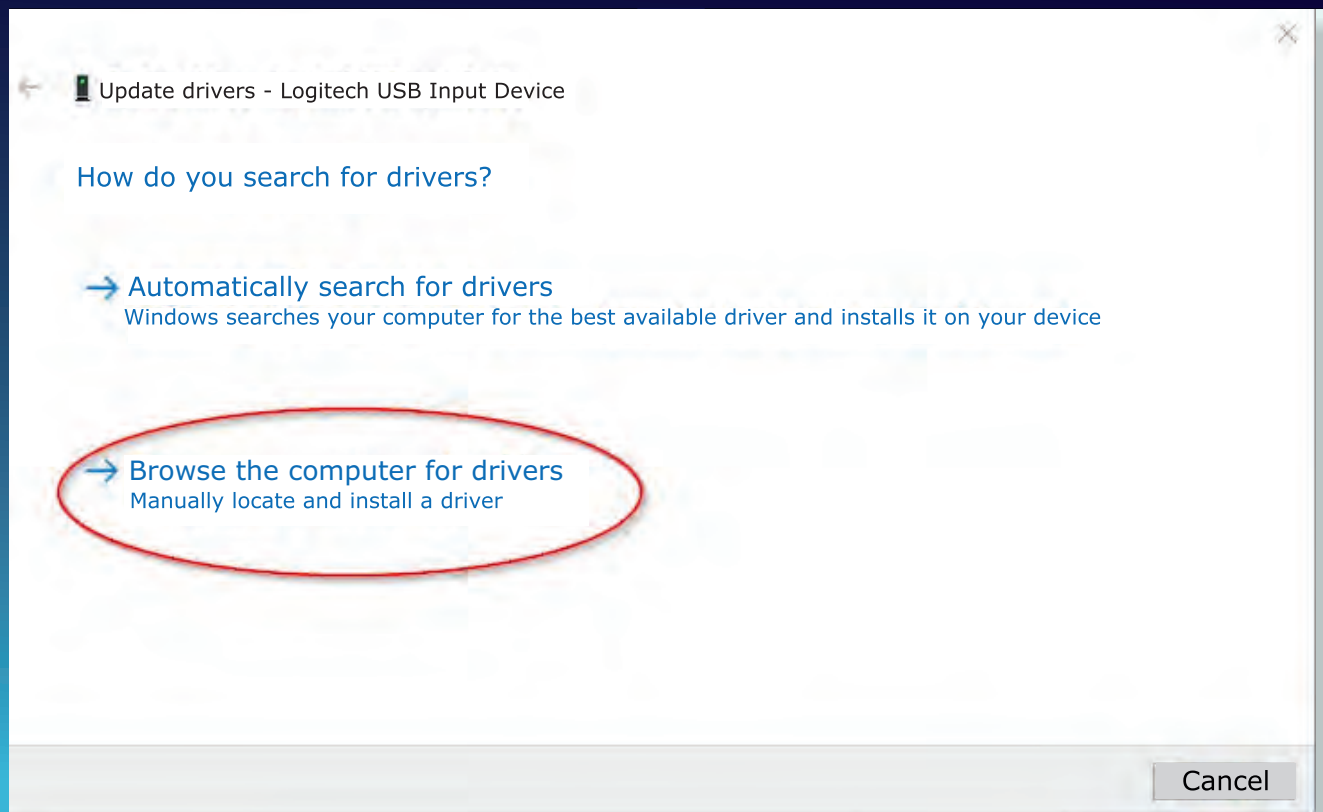 Update drivers - Logitech USB Input Device
How do you search for drivers?
Automatically search for drivers
Windows searches your computer for the best available driver and installs it on your device
Browse the computer for drivers
Manually locate and install a driver
Cancel